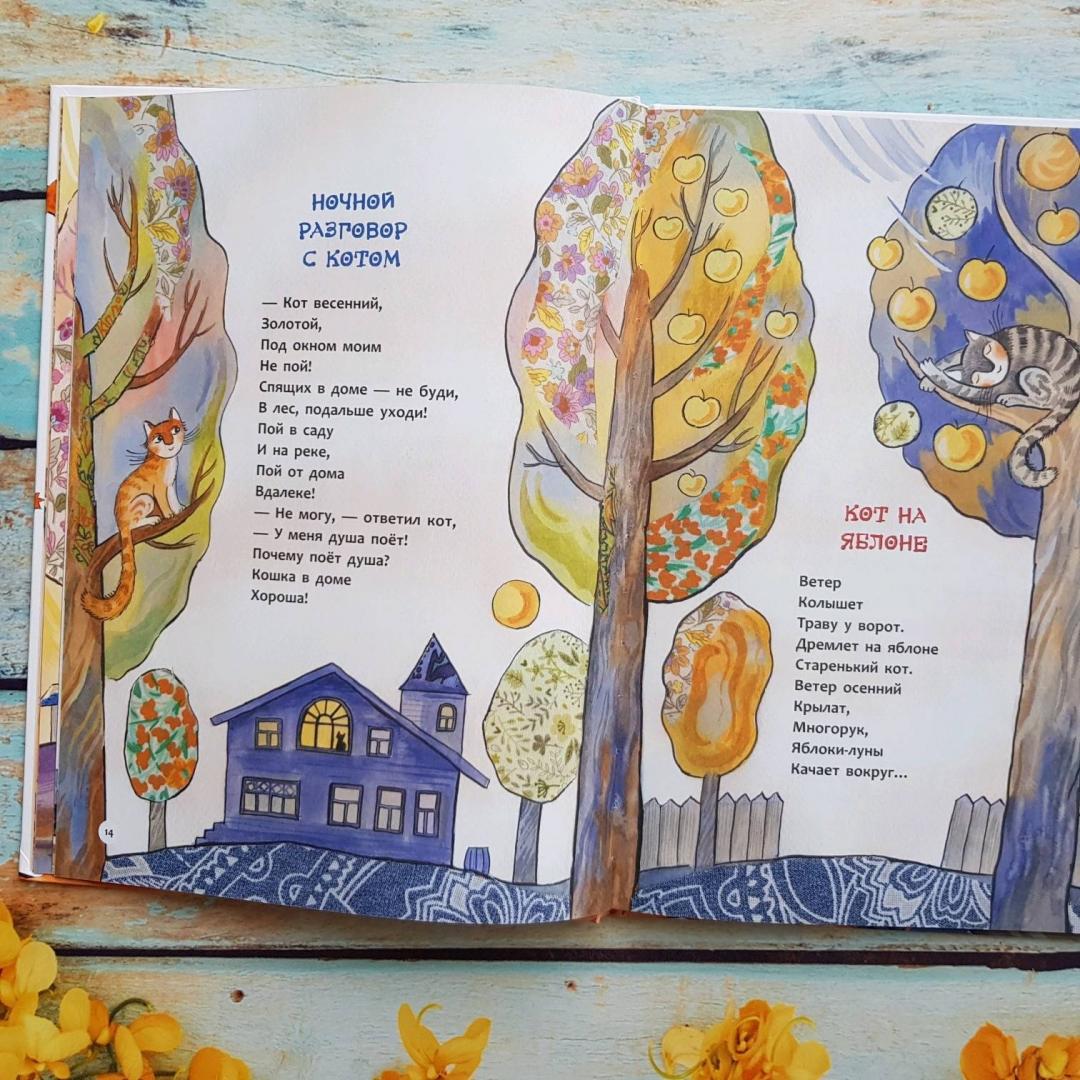 НОЧНОЙ
РАЗГОВОР
С КОТОМ
— Кот весенний,
Золотой,
Под окном моим
Не пой!
Спящих в доме — не буди,
В лес, подальше уходи!
Пой в саду
И на реке,
Пой от дома
Вдалеке!
— Не могу, — ответил кот,
— У меня душа поёт!
Почему поёт душа?
Кошка в доме
Хороша!
14
КОТ НА
ЯБЛОНЕ
Ветер
Колышет
Траву у ворот.
Дремлет на яблоне
Старенький кот.
Ветер осенний
Крылат,
Многорук,
Яблоки-луны
Качает вокруг...